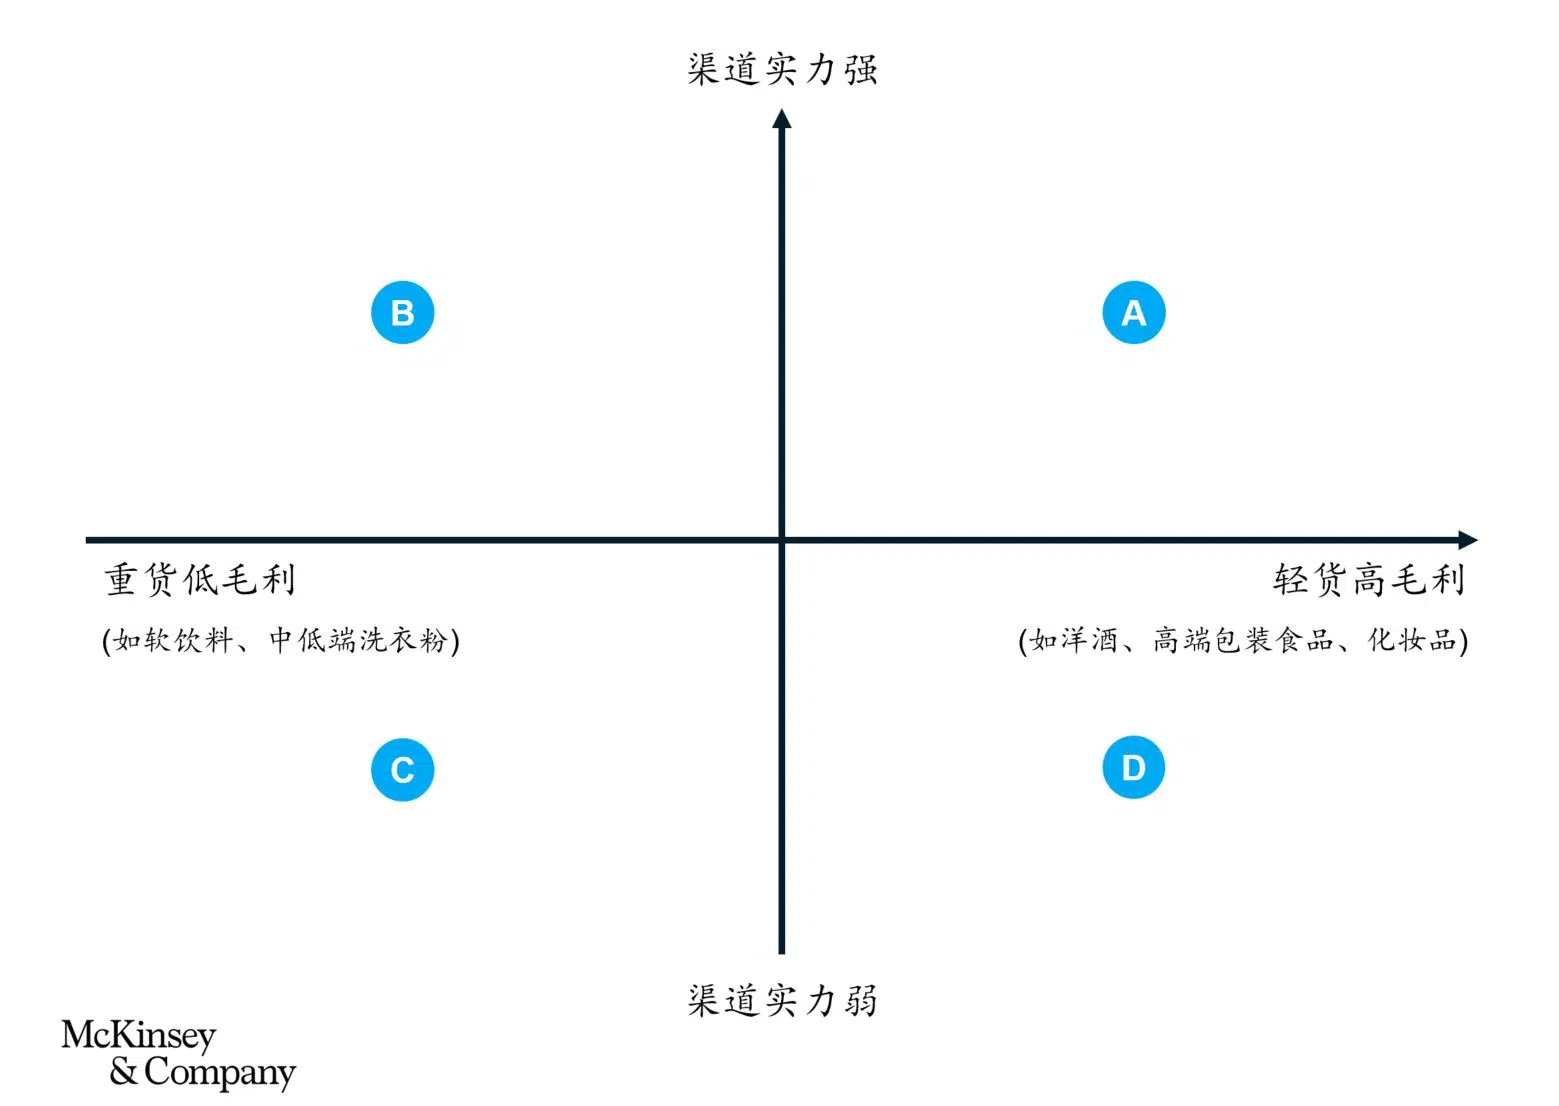 渠道实力强
B
A
重货低毛利
轻货高毛利
(如软饮料、中低端洗衣粉)
(如洋酒、高端包装食品、化妆品)
C
D
渠道实力弱
McKinsey
& Company